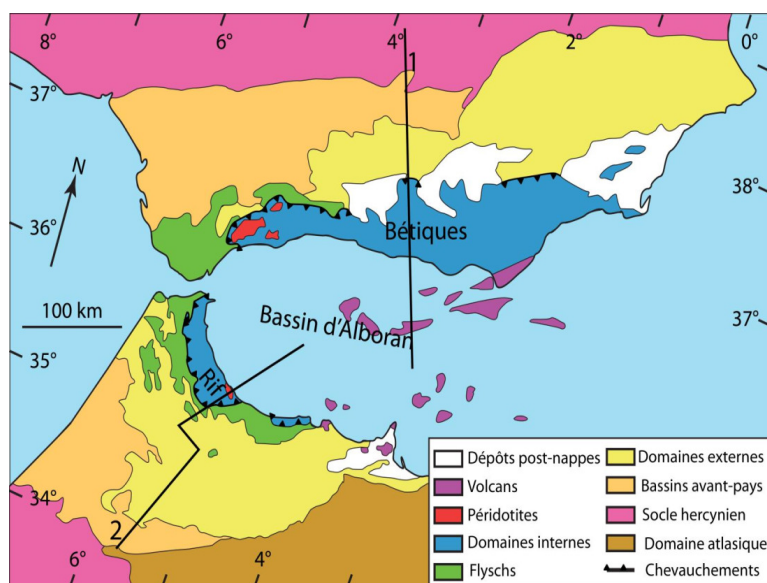 8° 6° 4° 2° 0°
1
37°
38°
N
36°
Bétiques
100 km
Bassin d'Alboran
37°
35°
Rif
34°
2
6° 4°
Dépôts post-nappes
Volcans
Péridotites
Domaines internes
Flyschs
Domaines externes
Bassins avant-pays
Socle hercynien
Domaine atlasique
Chevauchements